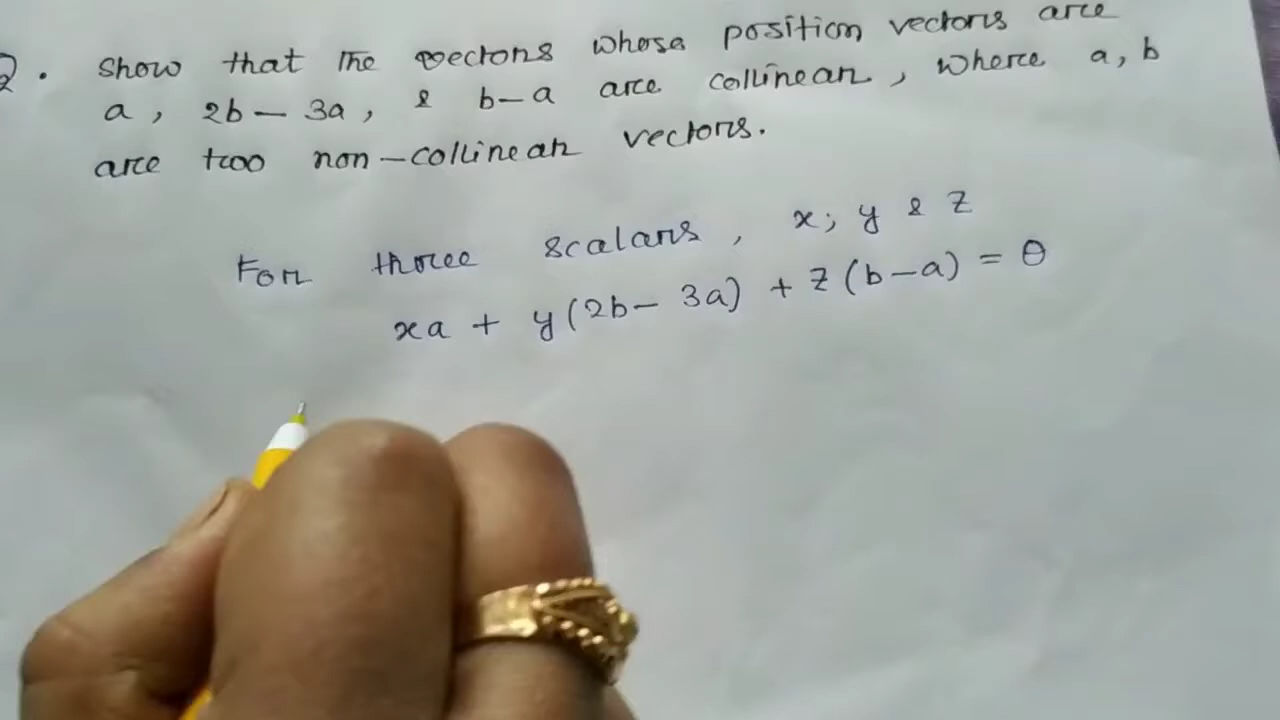 2. Show that the vectors whose position vectors are
a, 2b - 3a, & b-a are collinear, where a, b
are two non-collinear vectors.
For three scalars, x, y & z
xa + y(2b - 3a) + z(b-a) = θ